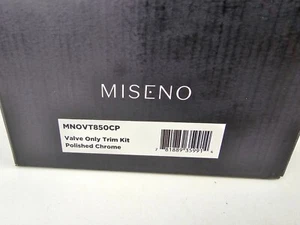 MISENO
MNOVT850CP
Valve Only Trim Kit
Polished Chrome